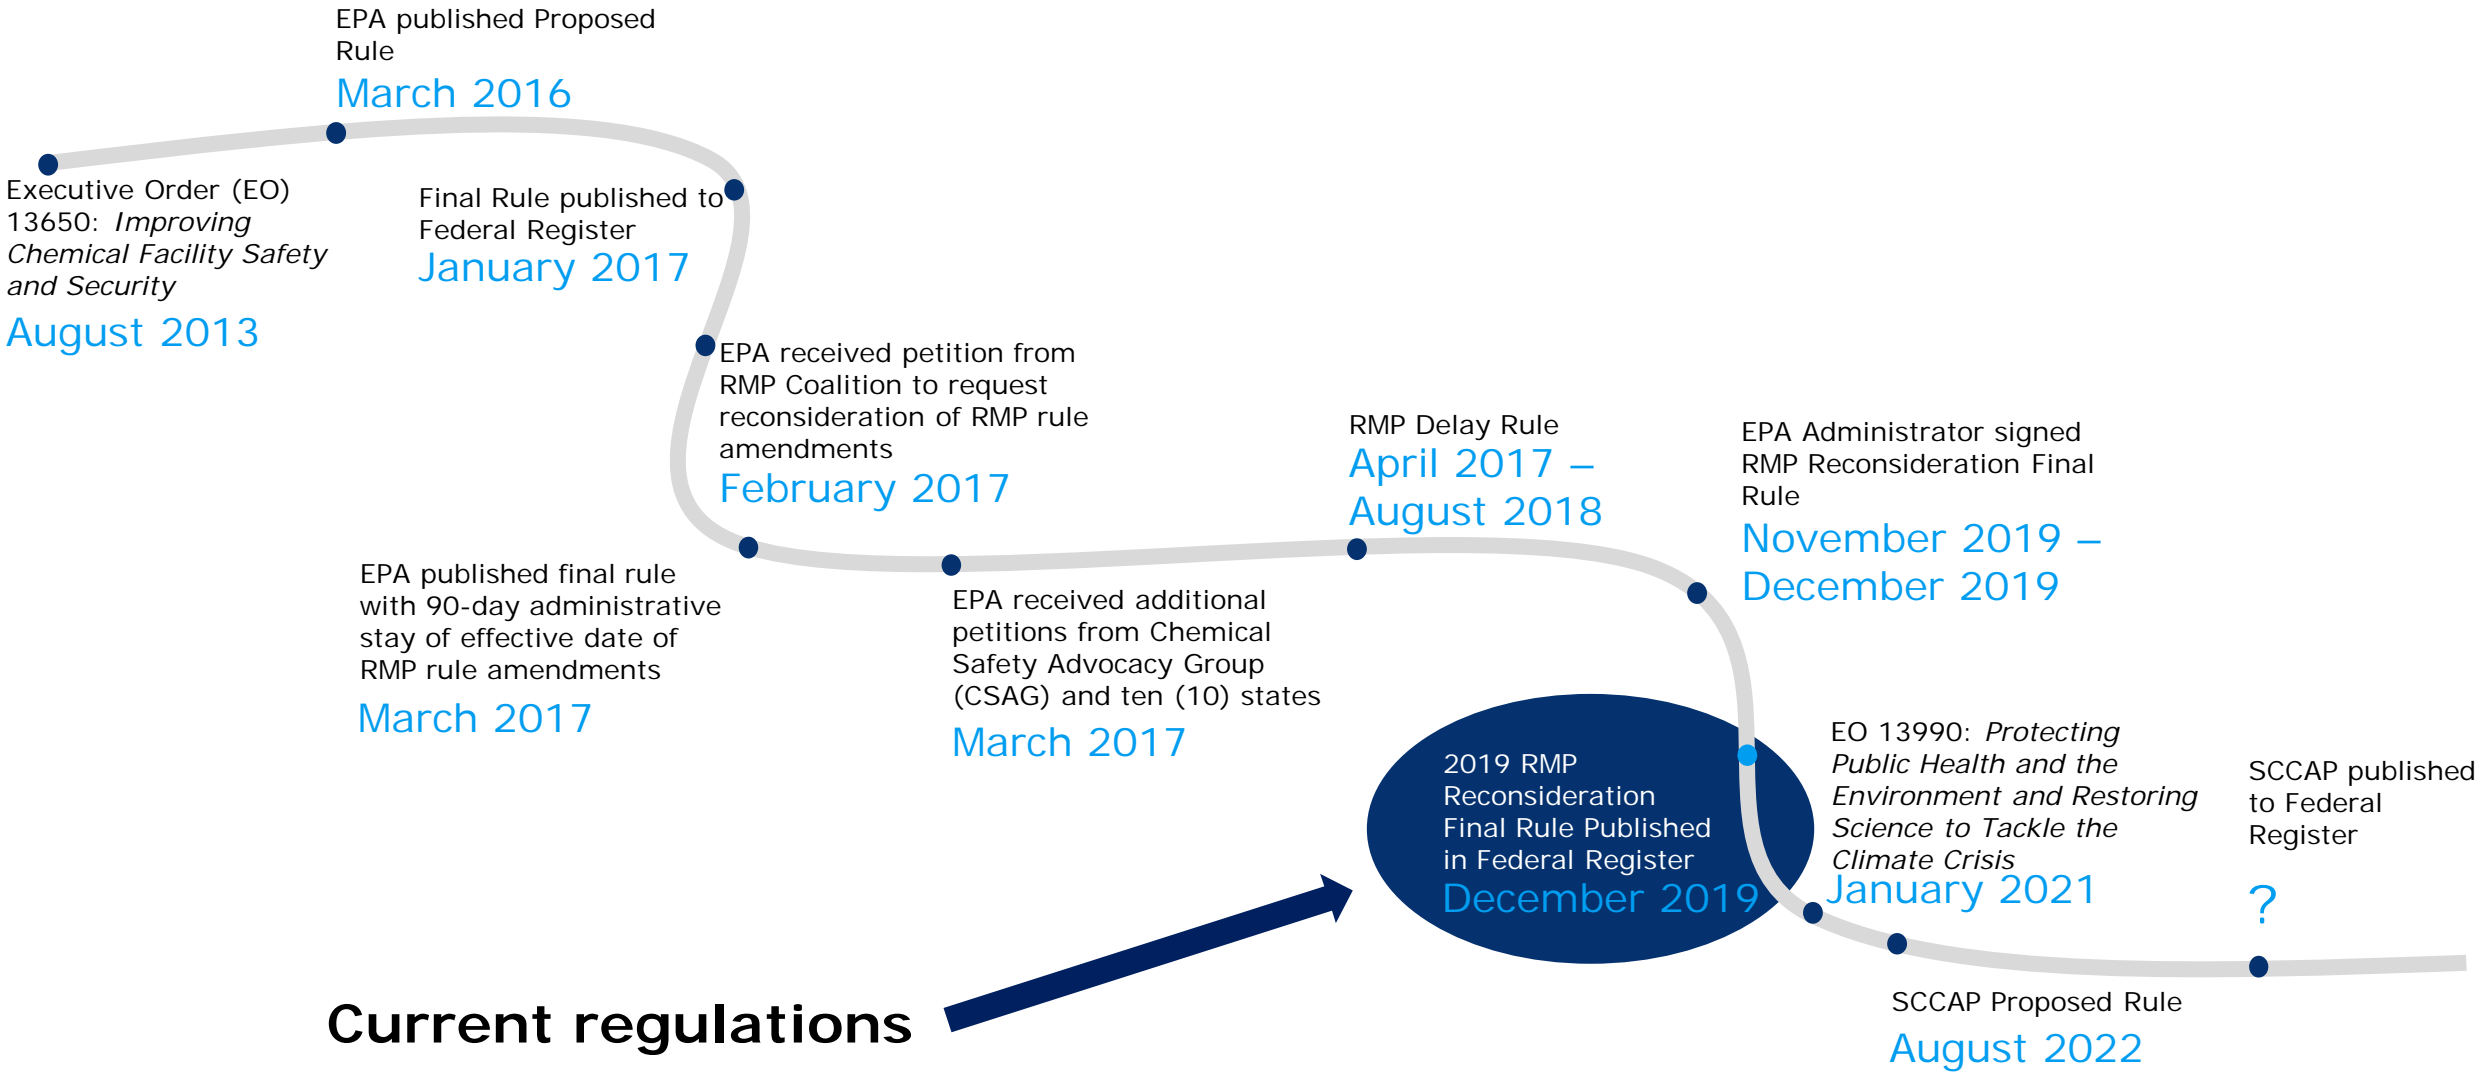 EPA published Proposed
Rule
March 2016
Executive Order (EO)
13650: Improving
Chemical Facility Safety
and Security
August 2013
Final Rule published to
Federal Register
January 2017
EPA received petition from
RMP Coalition to request
reconsideration of RMP rule
amendments
February 2017
EPA published final rule
with 90-day administrative
stay of effective date of
RMP rule amendments
March 2017
EPA received additional
petitions from Chemical
Safety Advocacy Group
(CSAG) and ten (10) states
March 2017
RMP Delay Rule
April 2017 –
August 2018
EPA Administrator signed
RMP Reconsideration Final
Rule
November 2019 –
December 2019
2019 RMP
Reconsideration
Final Rule Published
in Federal Register
December 2019
EO 13990: Protecting
Public Health and the
Environment and Restoring
Science to Tackle the
Climate Crisis
January 2021
SCCAP Proposed Rule
August 2022
SCCAP published
to Federal
Register
?
Current regulations